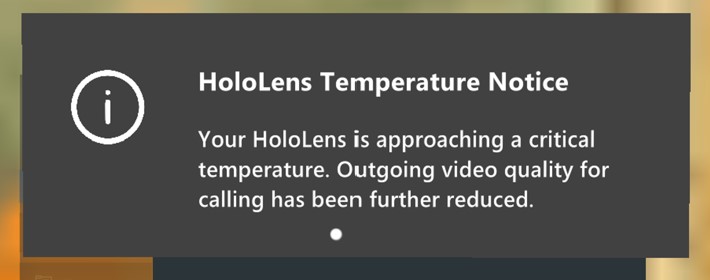 HoloLens Temperature Notice
Your HoloLens is approaching a critical
temperature. Outgoing video quality for
calling has been further reduced.